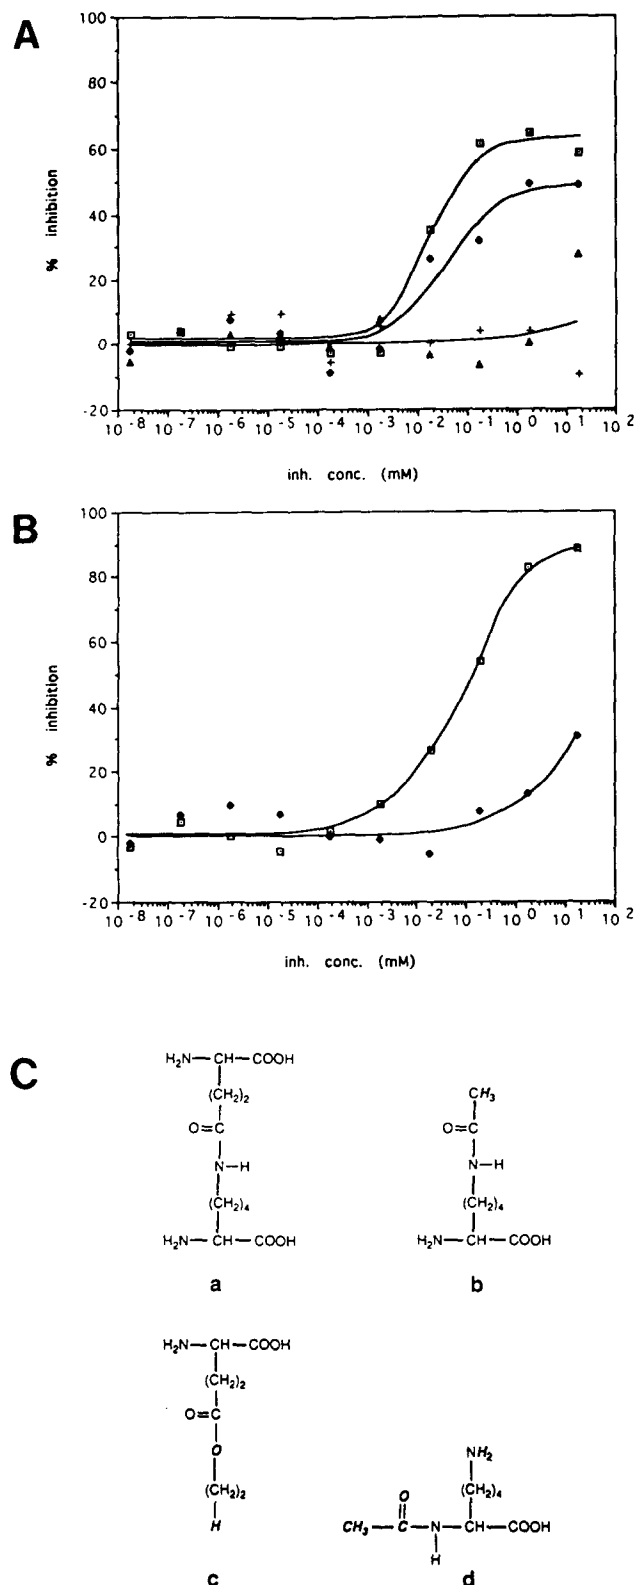 A
100
80
60
40
20
0
-20
% inhibition
10⁻⁸ 10⁻⁷ 10⁻⁶ 10⁻⁵ 10⁻⁴ 10⁻³ 10⁻² 10⁻¹ 10⁰ 10¹ 10²
inh. conc. (mM)
B
100
80
60
40
20
0
-20
% inhibition
10⁻⁸ 10⁻⁷ 10⁻⁶ 10⁻⁵ 10⁻⁴ 10⁻³ 10⁻² 10⁻¹ 10⁰ 10¹ 10²
inh. conc. (mM)
C
H₂N—CH—COOH
(CH₂)₂
O=C
N—H
(CH₂)₄
H₂N—CH—COOH
a
CH₃
O=C
N—H
(CH₂)₄
H₂N—CH—COOH
b
H₂N—CH—COOH
(CH₂)₂
O=C
O
(CH₂)₂
H
c
NH₂
O (CH₂)₄
CH₃—C—N—CH—COOH
H
d